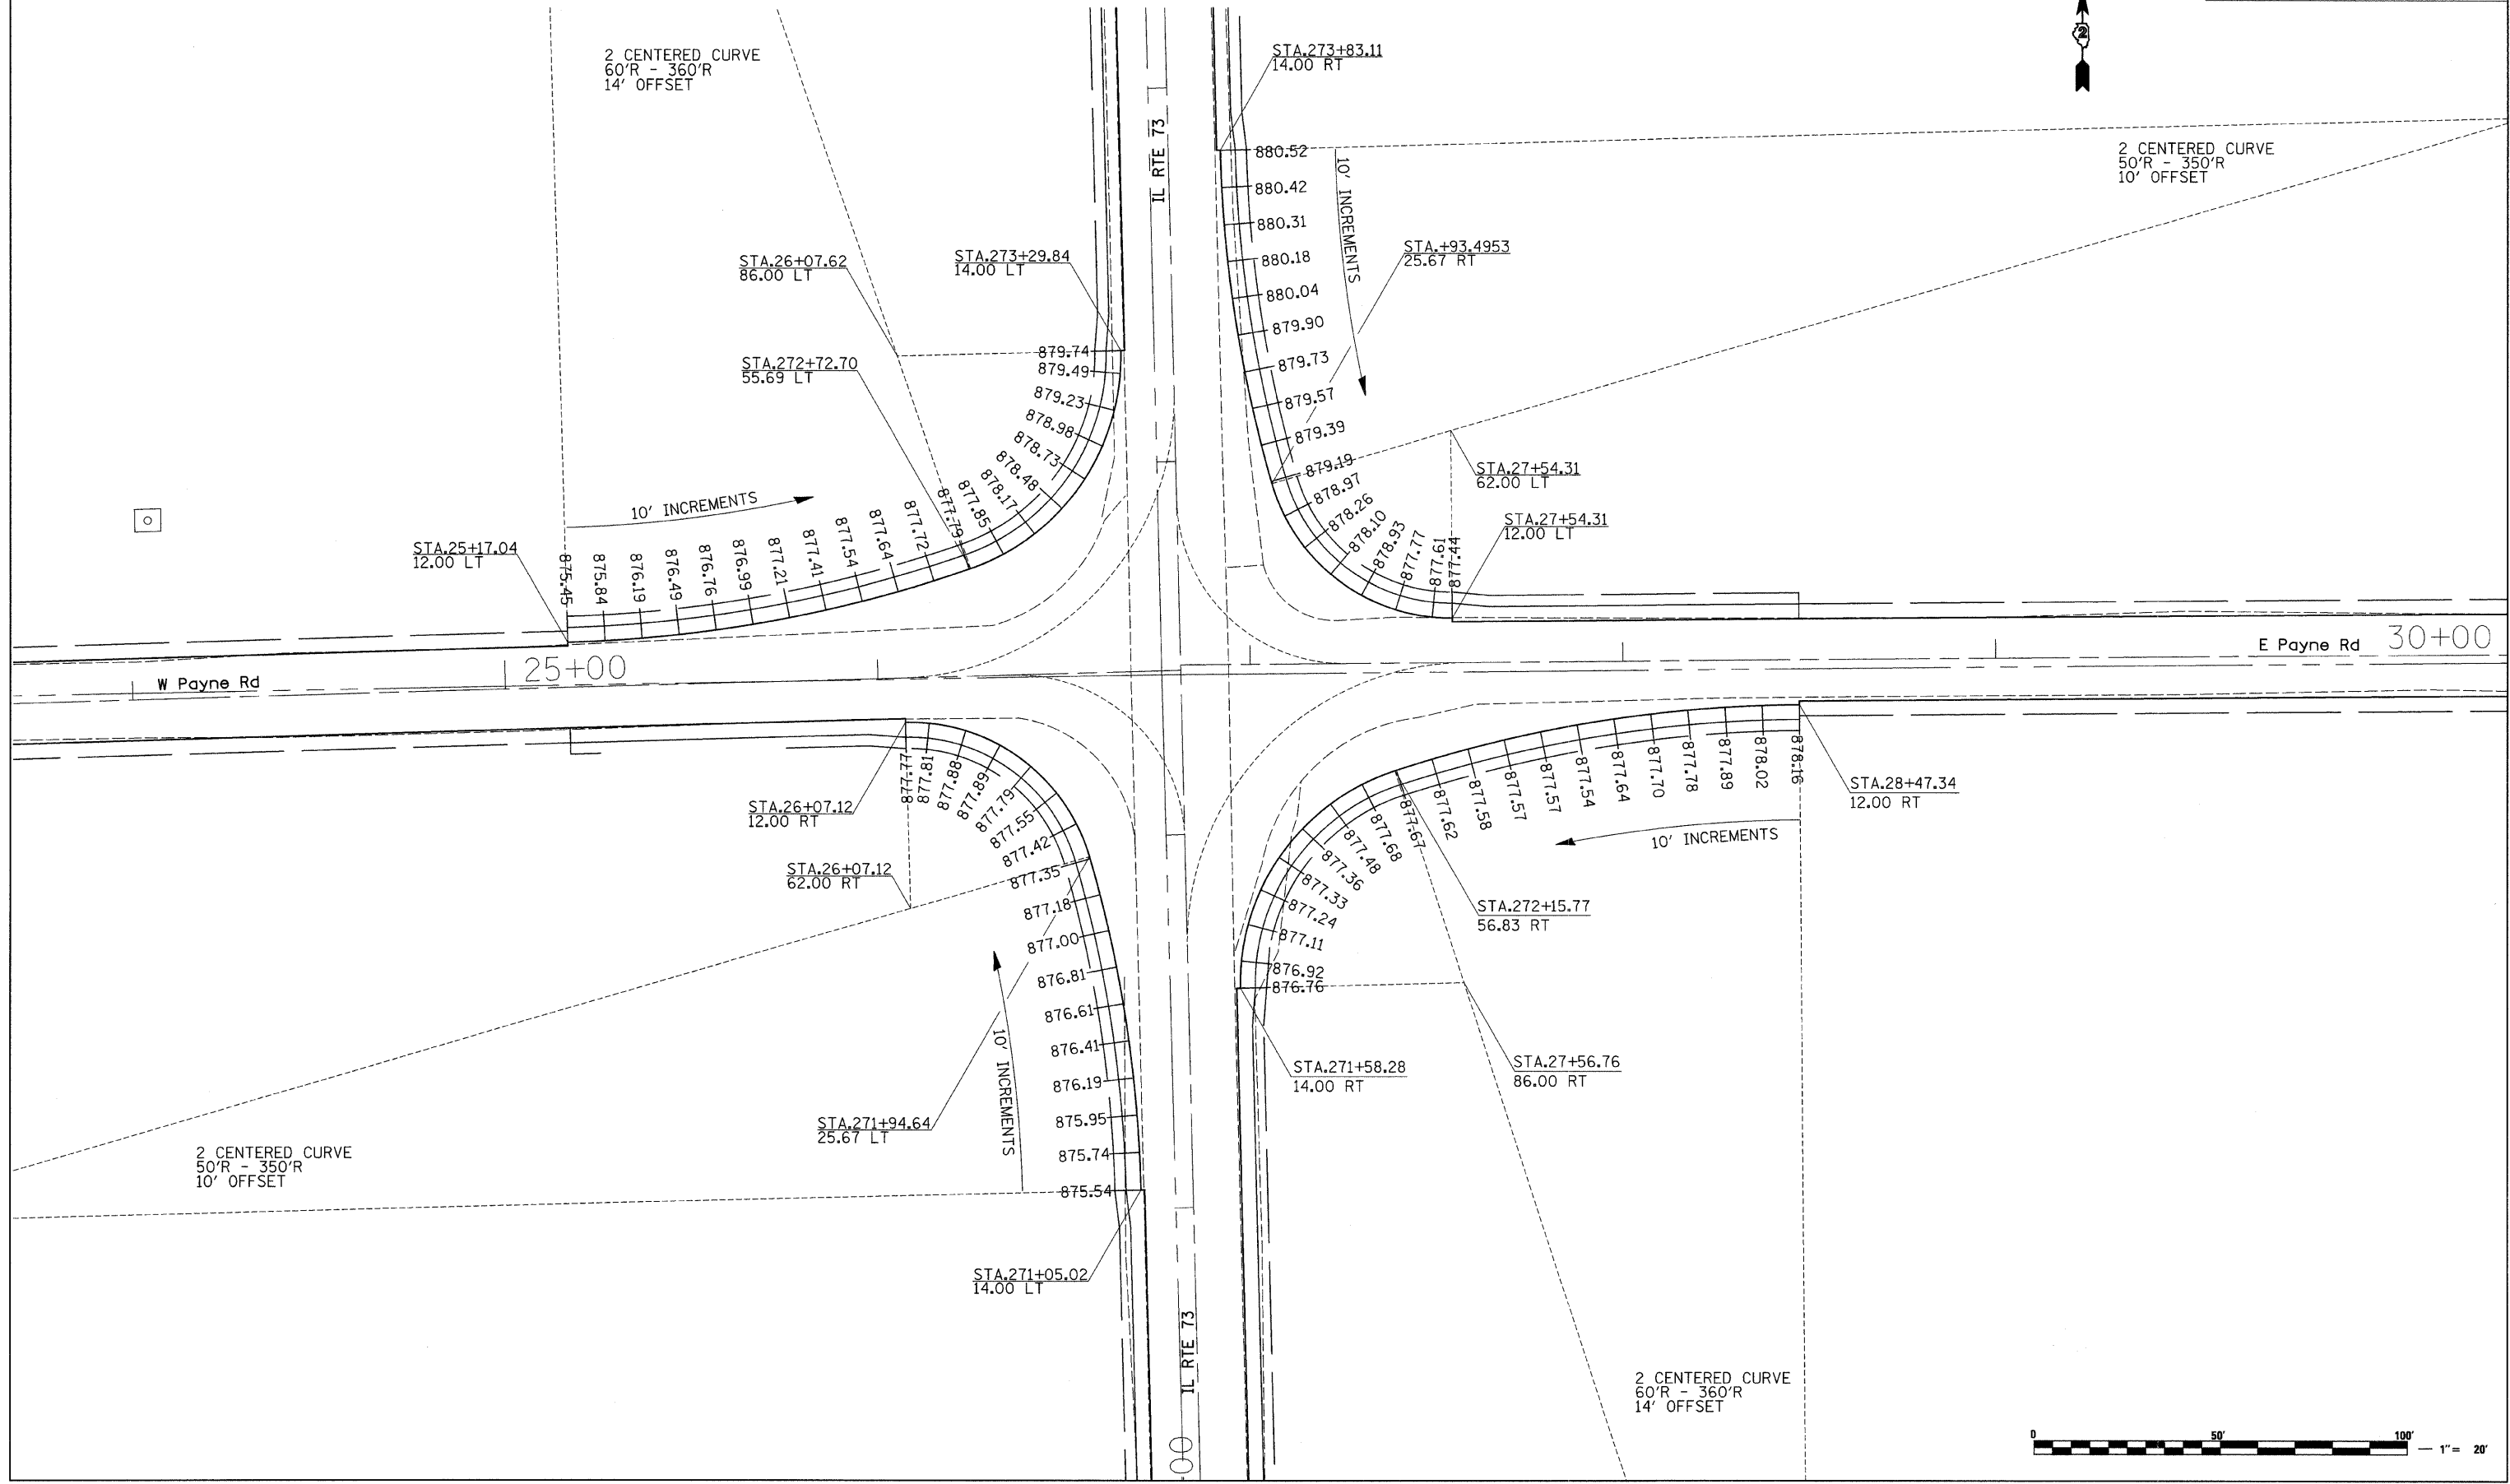 2 CENTERED CURVE
60'R - 360'R
14' OFFSET
STA.273+83.11
14.00 RT
IL RTE 73
2
2 CENTERED CURVE
50'R - 350'R
10' OFFSET
880.52
880.42
880.31
880.18
880.04
879.90
879.73
879.57
879.39
879.19
878.97
878.26
878.10
878.93
877.77
877.61
877.44
10' INCREMENTS
STA.+93.4953
25.67 RT
STA.26+07.62
86.00 LT
STA.273+29.84
14.00 LT
STA.272+72.70
55.69 LT
879.74
879.49
879.23
878.98
878.73
878.48
878.17
877.85
877.79
877.72
877.64
877.54
877.41
877.21
876.99
876.76
876.49
876.19
875.84
875.45
10' INCREMENTS
STA.27+54.31
62.00 LT
STA.27+54.31
12.00 LT
STA.25+17.04
12.00 LT
W Payne Rd
25+00
E Payne Rd
30+00
STA.26+07.12
12.00 RT
STA.26+07.12
62.00 RT
877.77
877.81
877.88
877.89
877.79
877.55
877.42
877.35
877.18
877.00
876.81
876.61
876.41
876.19
875.95
875.74
875.54
10' INCREMENTS
STA.271+94.64
25.67 LT
2 CENTERED CURVE
50'R - 350'R
10' OFFSET
STA.271+05.02
14.00 LT
878.16
878.02
877.89
877.78
877.70
877.64
877.54
877.57
877.57
877.58
877.62
877.67
877.68
877.48
877.36
877.33
877.24
877.11
876.92
876.76
10' INCREMENTS
STA.28+47.34
12.00 RT
STA.272+15.77
56.83 RT
STA.271+58.28
14.00 RT
STA.27+56.76
86.00 RT
IL RTE 73
00
2 CENTERED CURVE
60'R - 360'R
14' OFFSET
0 50' 100'
1"= 20'